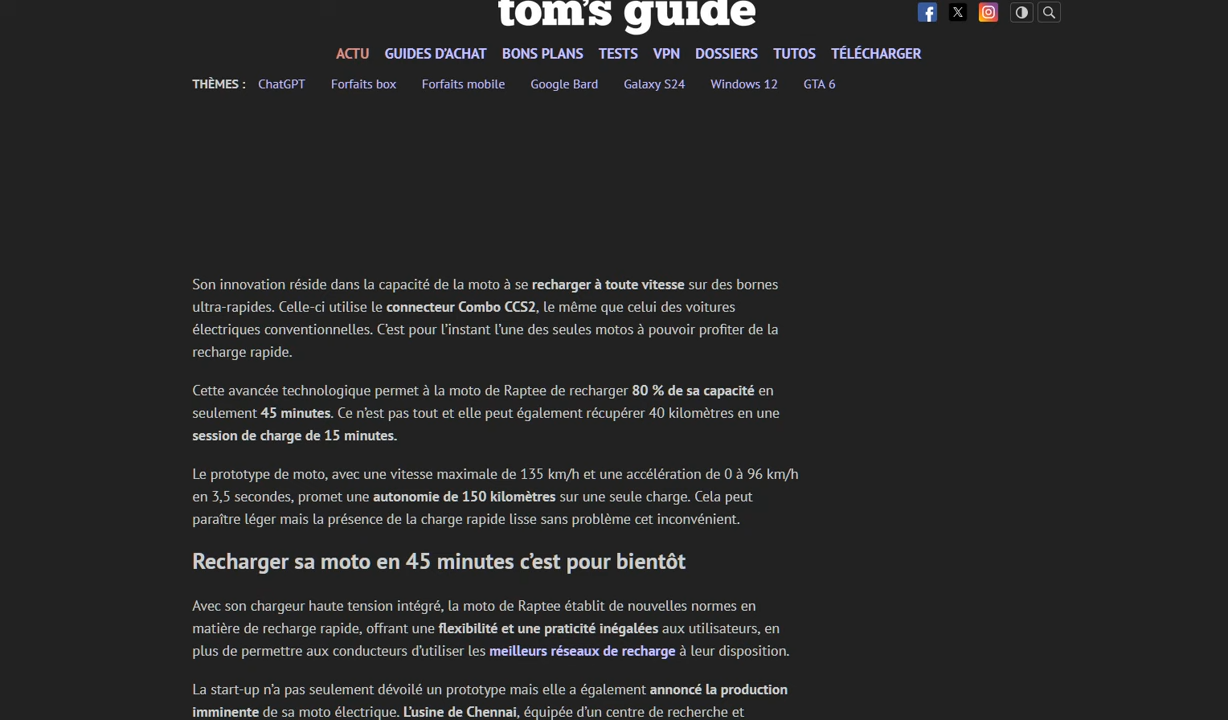 tom's guide
ACTU GUIDES D'ACHAT BONS PLANS TESTS VPN DOSSIERS TUTOS TÉLÉCHARGER
THÈMES : ChatGPT Forfaits box Forfaits mobile Google Bard Galaxy S24 Windows 12 GTA 6
Son innovation réside dans la capacité de la moto à se recharger à toute vitesse sur des bornes
ultra-rapides. Celle-ci utilise le connecteur Combo CCS2, le même que celui des voitures
électriques conventionnelles. C'est pour l'instant l'une des seules motos à pouvoir profiter de la
recharge rapide.
Cette avancée technologique permet à la moto de Raptee de recharger 80 % de sa capacité en
seulement 45 minutes. Ce n'est pas tout et elle peut également récupérer 40 kilomètres en une
session de charge de 15 minutes.
Le prototype de moto, avec une vitesse maximale de 135 km/h et une accélération de 0 à 96 km/h
en 3,5 secondes, promet une autonomie de 150 kilomètres sur une seule charge. Cela peut
paraître léger mais la présence de la charge rapide lisse sans problème cet inconvénient.
Recharger sa moto en 45 minutes c'est pour bientôt
Avec son chargeur haute tension intégré, la moto de Raptee établit de nouvelles normes en
matière de recharge rapide, offrant une flexibilité et une praticité inégalées aux utilisateurs, en
plus de permettre aux conducteurs d'utiliser les meilleurs réseaux de recharge à leur disposition.
La start-up n'a pas seulement dévoilé un prototype mais elle a également annoncé la production
imminente de sa moto électrique. L'usine de Chennai, équipée d'un centre de recherche et